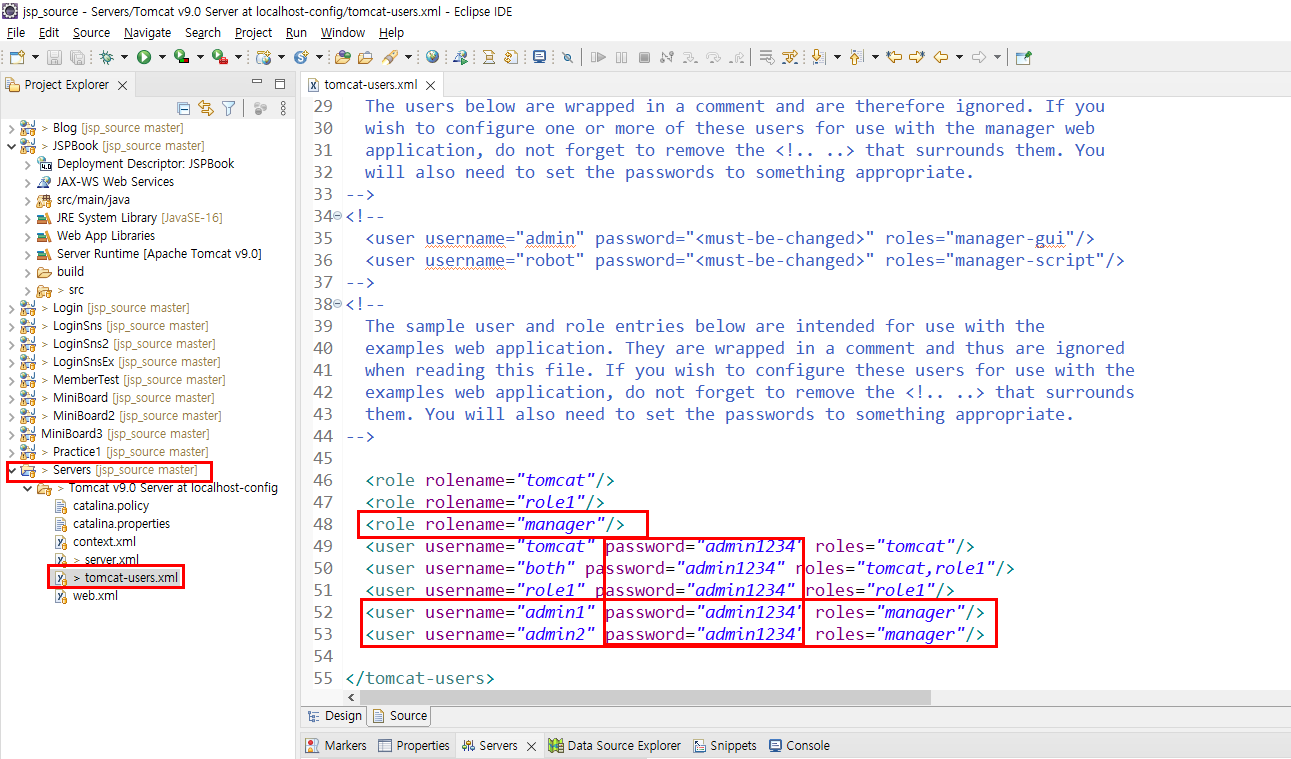 jsp_source - Servers/Tomcat v9.0 Server at localhost-config/tomcat-users.xml - Eclipse IDE
File Edit Source Navigate Search Project Run Window Help
Project Explorer
> Blog [jsp_source master]
> JSPBook [jsp_source master]
Deployment Descriptor: JSPBook
JAX-WS Web Services
src/main/java
JRE System Library [JavaSE-16]
Web App Libraries
Server Runtime [Apache Tomcat v9.0]
build
> src
> Login [jsp_source master]
> LoginSns [jsp_source master]
> LoginSns2 [jsp_source master]
> LoginSnsEx [jsp_source master]
> MemberTest [jsp_source master]
> MiniBoard [jsp_source master]
> MiniBoard2 [jsp_source master]
MiniBoard3 [jsp_source master]
> Practice1 [jsp_source master]
> Servers [jsp_source master]
> Tomcat v9.0 Server at localhost-config
catalina.policy
catalina.properties
context.xml
> server.xml
> tomcat-users.xml
web.xml
tomcat-users.xml
29 The users below are wrapped in a comment and are therefore ignored. If you
30 wish to configure one or more of these users for use with the manager web
31 application, do not forget to remove the <!.. ..> that surrounds them. You
32 will also need to set the passwords to something appropriate.
33 -->
34 <!--
35 <user username="admin" password="<must-be-changed>" roles="manager-gui"/>
36 <user username="robot" password="<must-be-changed>" roles="manager-script"/>
37 -->
38 <!--
39 The sample user and role entries below are intended for use with the
40 examples web application. They are wrapped in a comment and thus are ignored
41 when reading this file. If you wish to configure these users for use with the
42 examples web application, do not forget to remove the <!.. ..> that surrounds
43 them. You will also need to set the passwords to something appropriate.
44 -->
45
46 <role rolename="tomcat"/>
47 <role rolename="role1"/>
48 <role rolename="manager"/>
49 <user username="tomcat" password="admin1234" roles="tomcat"/>
50 <user username="both" password="admin1234" roles="tomcat,role1"/>
51 <user username="role1" password="admin1234" roles="role1"/>
52 <user username="admin1" password="admin1234" roles="manager"/>
53 <user username="admin2" password="admin1234" roles="manager"/>
54
55 </tomcat-users>
Design Source
Markers Properties Servers Data Source Explorer Snippets Console